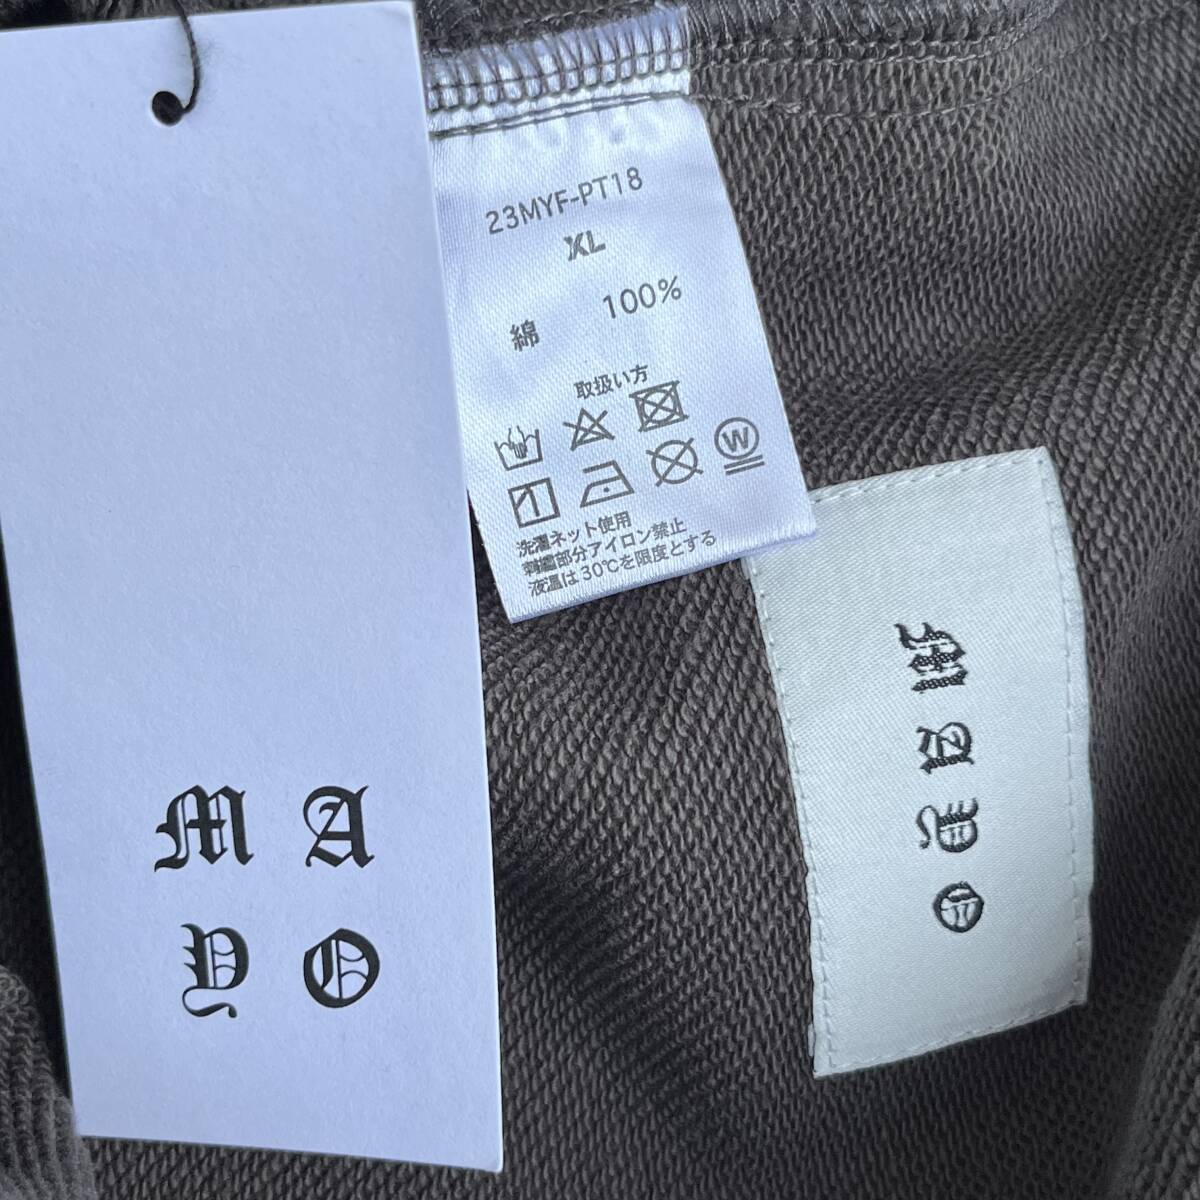 M A
Y O
23MYF-PT18
XL
綿 100%
取扱い方
W
洗濯ネット使用
刺繍部分アイロン禁止
液温は30℃を限度とする
M A Y O